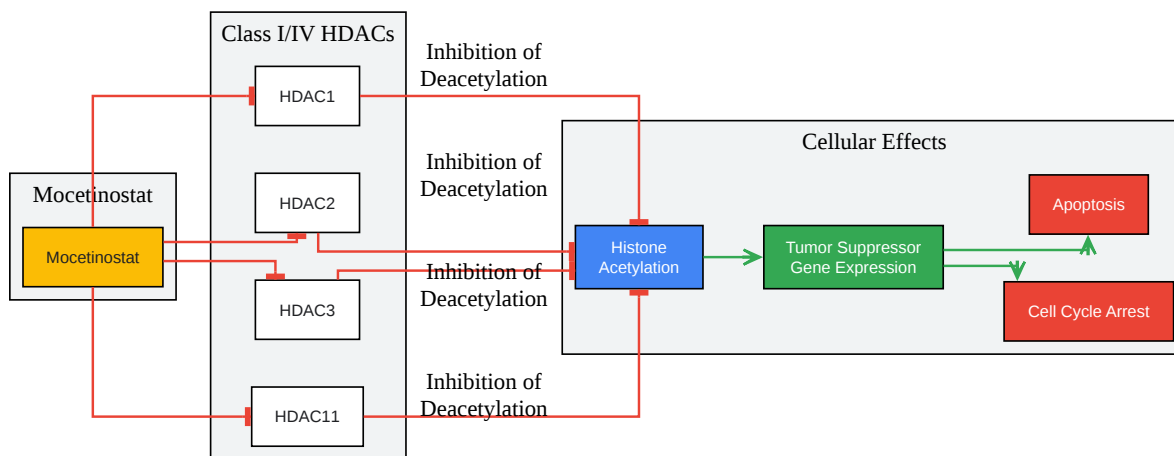 Class I/IV HDACs
Inhibition of
Deacetylation
HDAC1
Cellular Effects
Inhibition of
Deacetylation
Mocetinostat
HDAC2
Apoptosis
Mocetinostat
Histone
Acetylation
Tumor Suppressor
Gene Expression
Inhibition of
Deacetylation
HDAC3
Cell Cycle Arrest
Inhibition of
Deacetylation
HDAC11